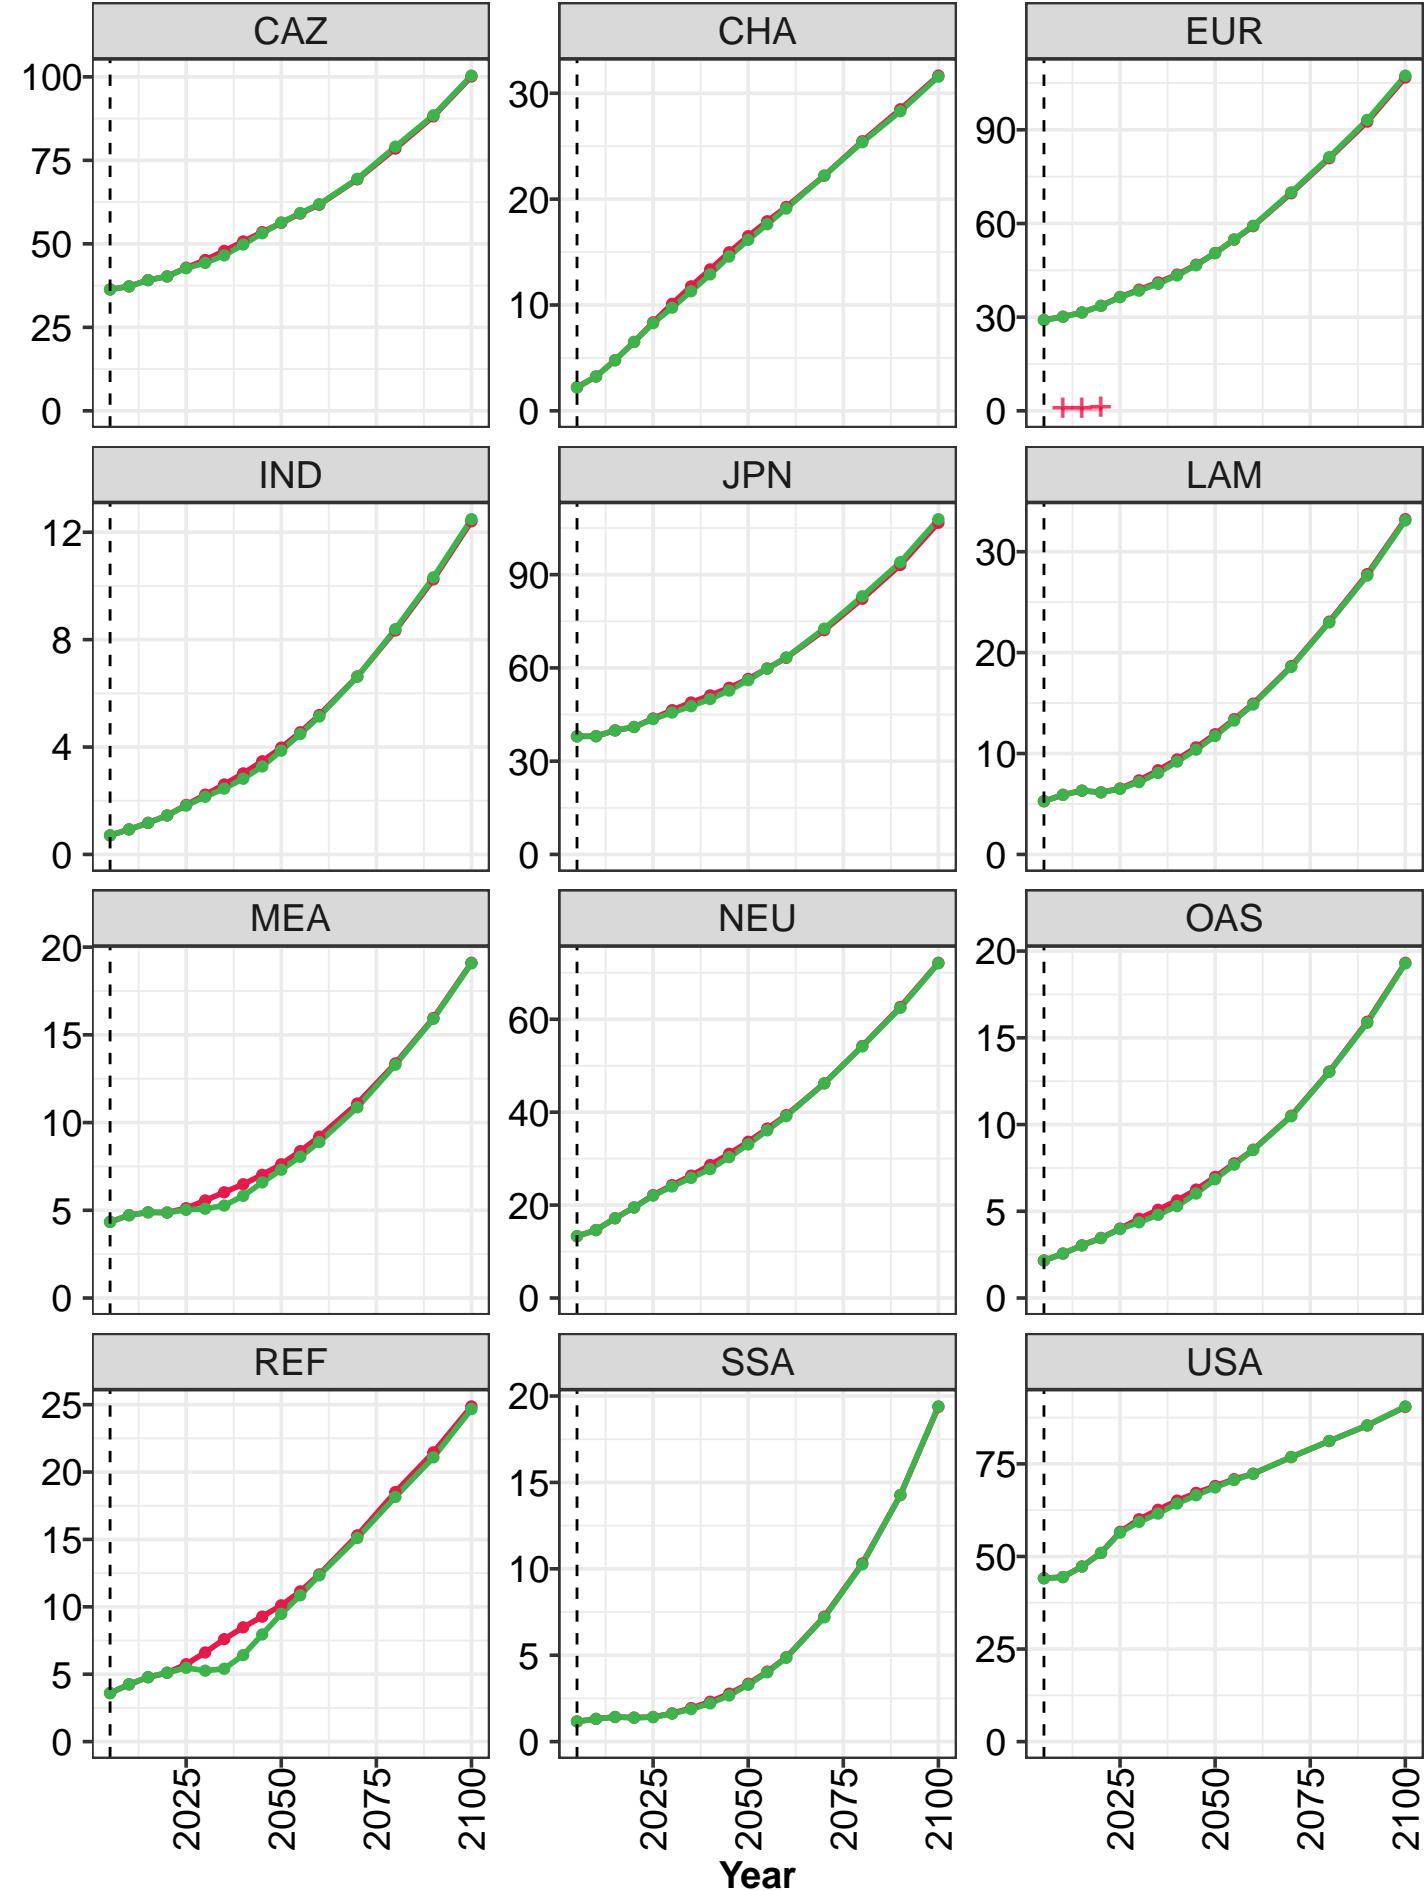 CAZ CHA EUR
100 75 50 25 0
30 20 10 0
90 60 30 0
IND JPN LAM
12 8 4 0
90 60 30 0
30 20 10 0
MEA NEU OAS
20 15 10 5 0
60 40 20 0
20 15 10 5 0
REF SSA USA
25 20 15 10 5 0
20 15 10 5 0
75 50 25 0
2025 2050 2075 2100 2025 2050 2075 2100 2025 2050 2075 2100
Year